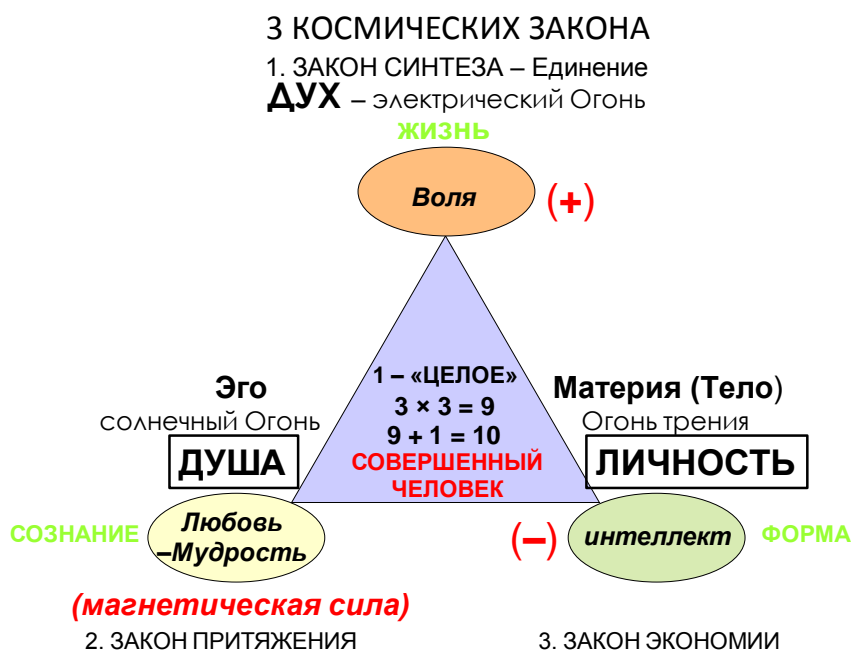 3 КОСМИЧЕСКИХ ЗАКОНА
1. ЗАКОН СИНТЕЗА – Единение
ДУХ – электрический Огонь
ЖИЗНЬ
Воля
(+)
1 – «ЦЕЛОЕ»
3 × 3 = 9
9 + 1 = 10
СОВЕРШЕННЫЙ
ЧЕЛОВЕК
Эго
солнечный Огонь
ДУША
Материя (Тело)
Огонь трения
ЛИЧНОСТЬ
СОЗНАНИЕ
Любовь
–Мудрость
(–)
интеллект
ФОРМА
(магнетическая сила)
2. ЗАКОН ПРИТЯЖЕНИЯ
3. ЗАКОН ЭКОНОМИИ